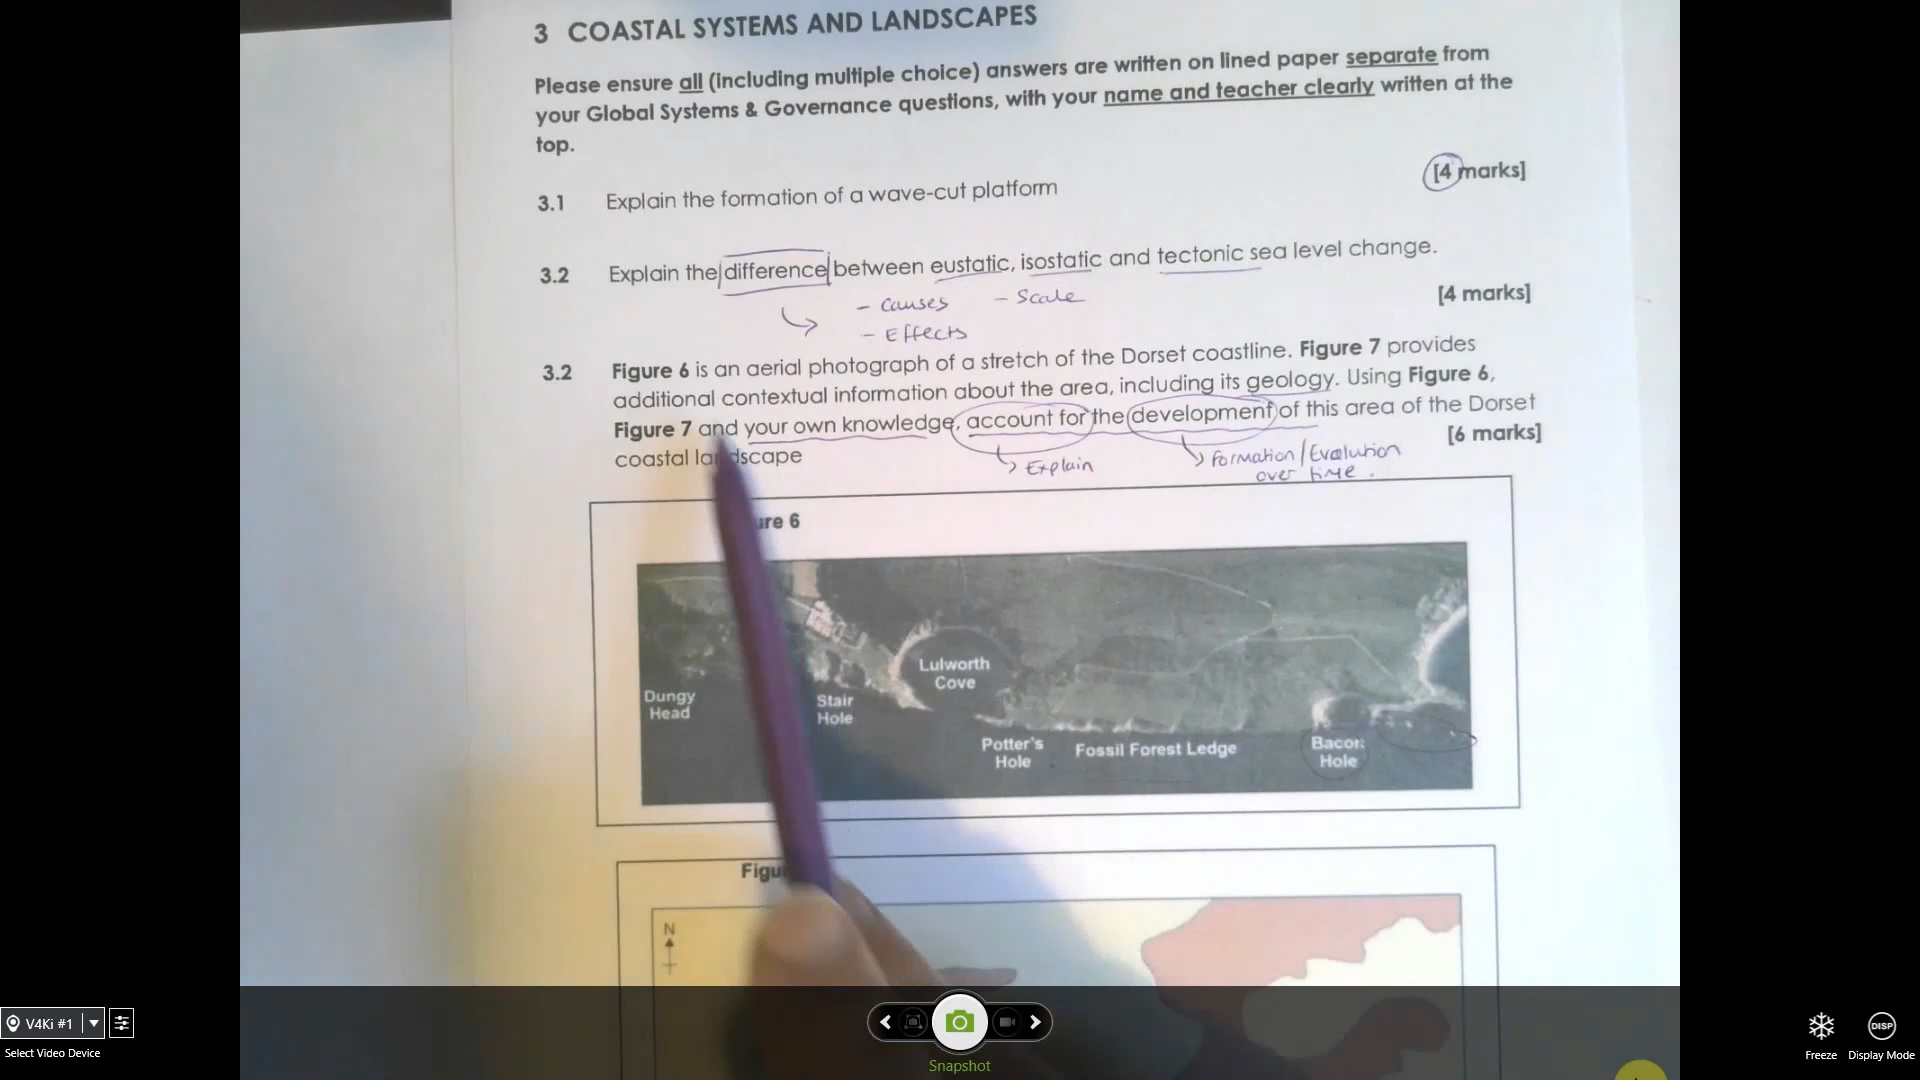 3 COASTAL SYSTEMS AND LANDSCAPES
Please ensure all (including multiple choice) answers are written on lined paper separate from
your Global Systems & Governance questions, with your name and teacher clearly written at the
top.
3.1 Explain the formation of a wave-cut platform [4 marks]
3.2 Explain the difference between eustatic, isostatic and tectonic sea level change.
- Causes - Scale
[4 marks]
- Effects
3.2 Figure 6 is an aerial photograph of a stretch of the Dorset coastline. Figure 7 provides
additional contextual information about the area, including its geology. Using Figure 6,
Figure 7 and your own knowledge, account for the development of this area of the Dorset
coastal landscape [6 marks]
Explain
Formation/Evolution
over time.
ure 6
Lulworth
Cove
Dungy
Head
Stair
Hole
Potter's
Hole
Fossil Forest Ledge
Bacon
Hole
Figu
N
V4Ki #1
Select Video Device
Snapshot
Freeze
DISP
Display Mode